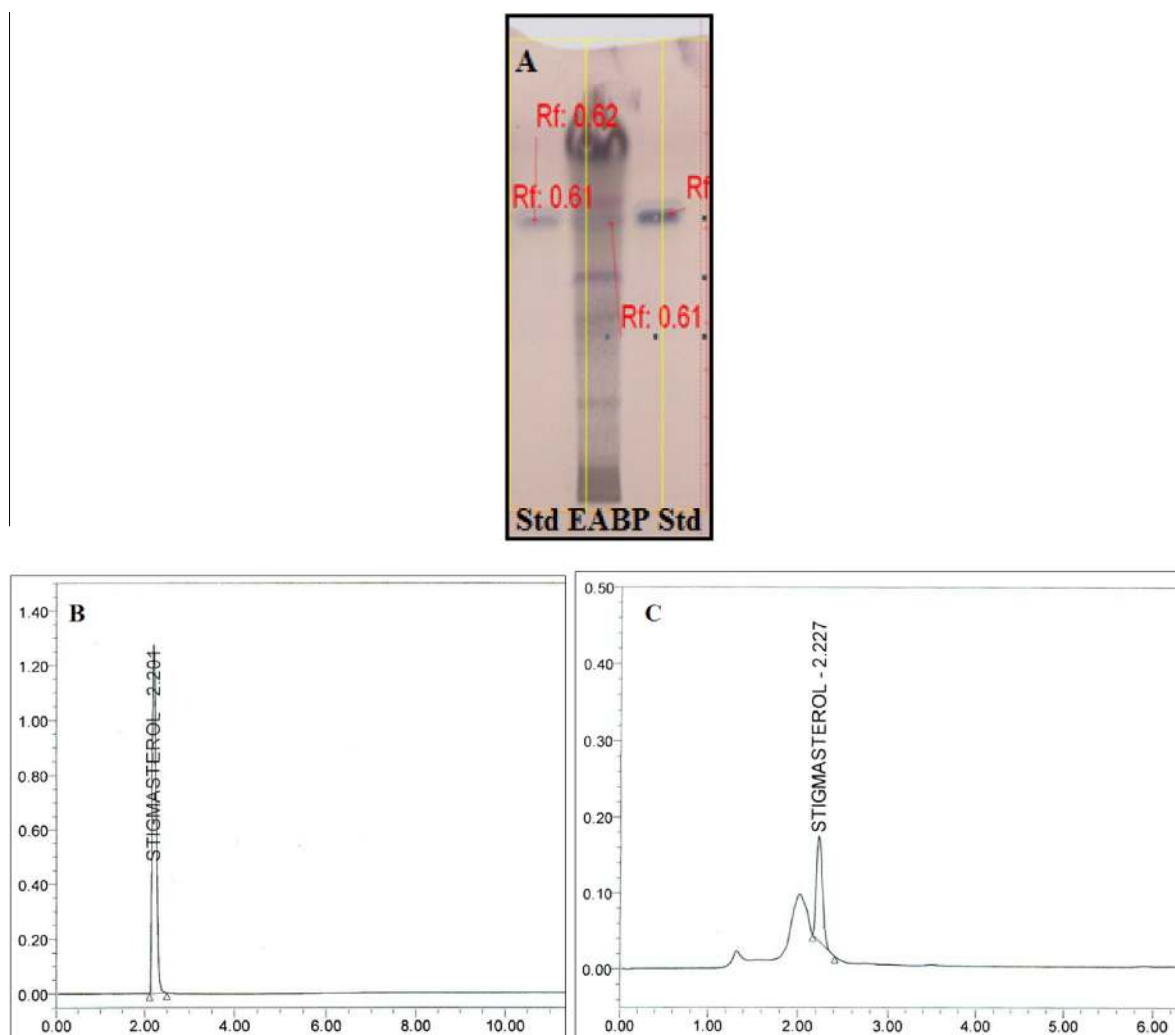 A
Rf: 0.62
Rf: 0.61
Rf
Rf: 0.61
Std EABP Std
B
1.40
1.20
1.00
0.80
0.60
0.40
0.20
0.00
STIGMASTEROL - 2.201
0.00 2.00 4.00 6.00 8.00 10.00
C
0.50
0.40
0.30
0.20
0.10
0.00
STIGMASTEROL - 2.227
0.00 1.00 2.00 3.00 4.00 5.00 6.00